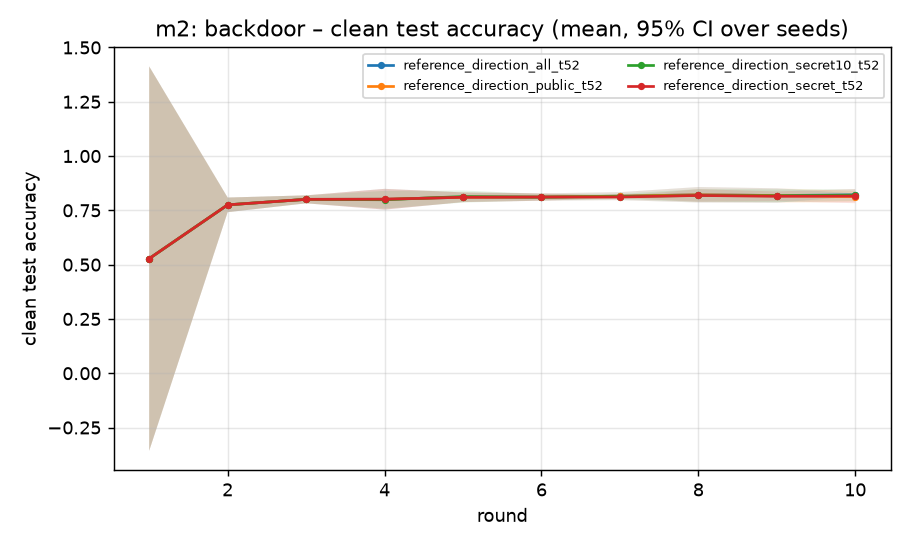 m2: backdoor – clean test accuracy (mean, 95% CI over seeds)
reference_direction_all_t52
reference_direction_public_t52
reference_direction_secret10_t52
reference_direction_secret_t52
clean test accuracy
1.50
1.25
1.00
0.75
0.50
0.25
0.00
−0.25
2
4
6
8
10
round